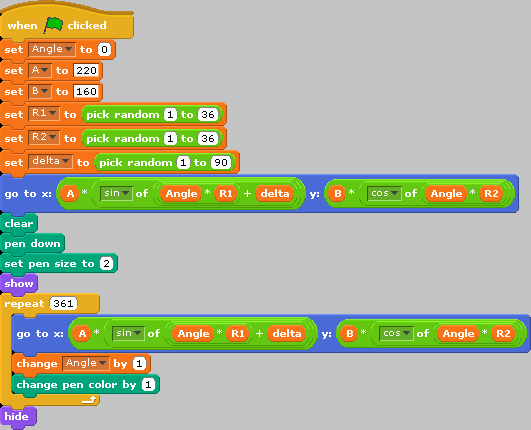 when clicked
set Angle to 0
set A to 220
set B to 160
set R1 to pick random 1 to 36
set R2 to pick random 1 to 36
set delta to pick random 1 to 90
go to x: A * sin of Angle * R1 + delta y: B * cos of Angle * R2
clear
pen down
set pen size to 2
show
repeat 361
go to x: A * sin of Angle * R1 + delta y: B * cos of Angle * R2
change Angle by 1
change pen color by 1
hide